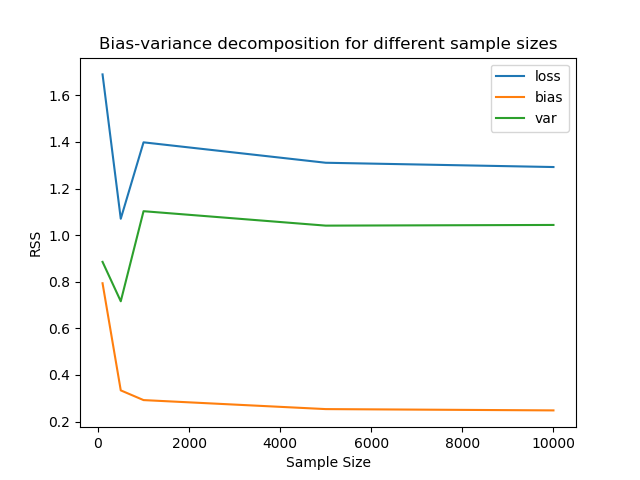 Bias-variance decomposition for different sample sizes
loss
bias
var
1.6
1.4
1.2
1.0
0.8
0.6
0.4
0.2
RSS
0 2000 4000 6000 8000 10000
Sample Size